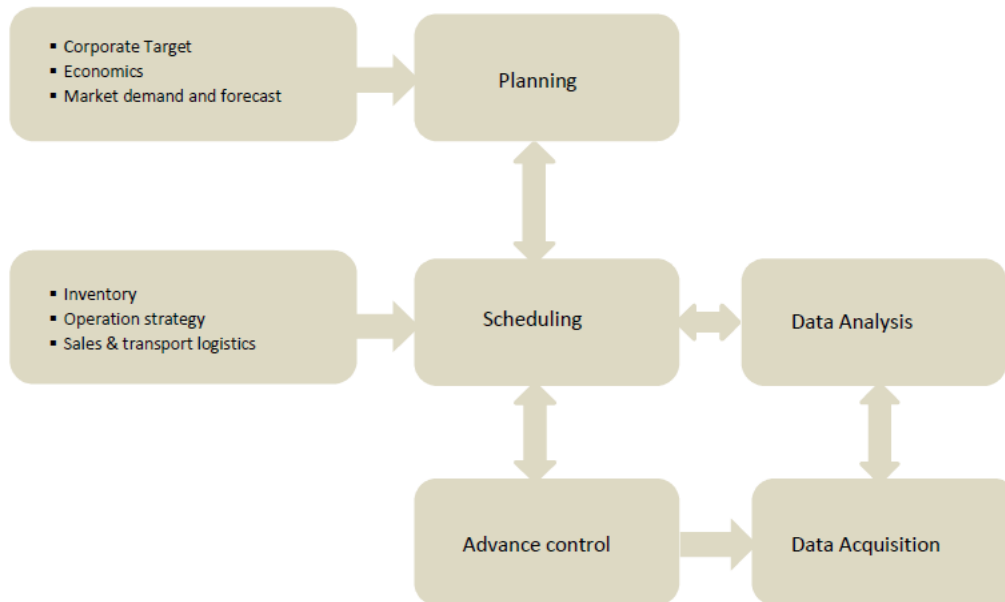 ▪ Corporate Target
▪ Economics
▪ Market demand and forecast
Planning
▪ Inventory
▪ Operation strategy
▪ Sales & transport logistics
Scheduling
Data Analysis
Advance control
Data Acquisition